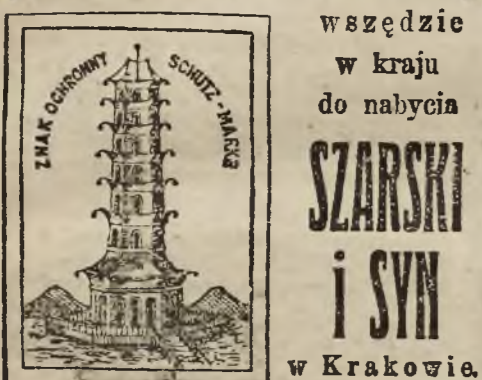 ZNAK OCHRONNY SCHUTZ-MARKE
wszędzie
w kraju
do nabycia
SZARSKI
i SYN
w Krakowie.